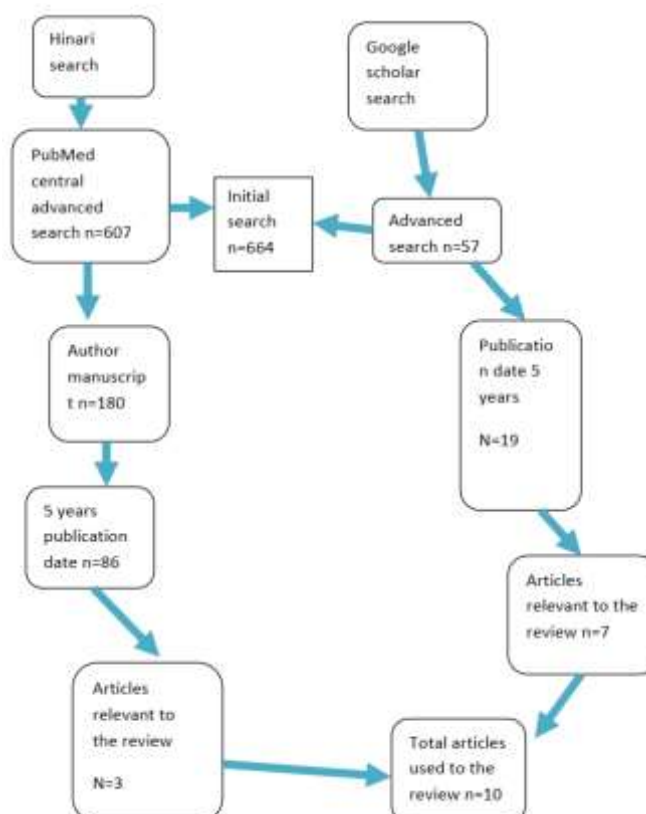 Hinari
search
Google
scholar
search
PubMed
central
advanced
search n=607
Initial
search
n=664
Advanced
search n=57
Author
manuscrip
t n=180
Publicatio
n date 5
years
N=19
5 years
publication
date n=86
Articles
relevant to the
review n=7
Articles
relevant to
the review
N=3
Total articles
used to the
review n=10